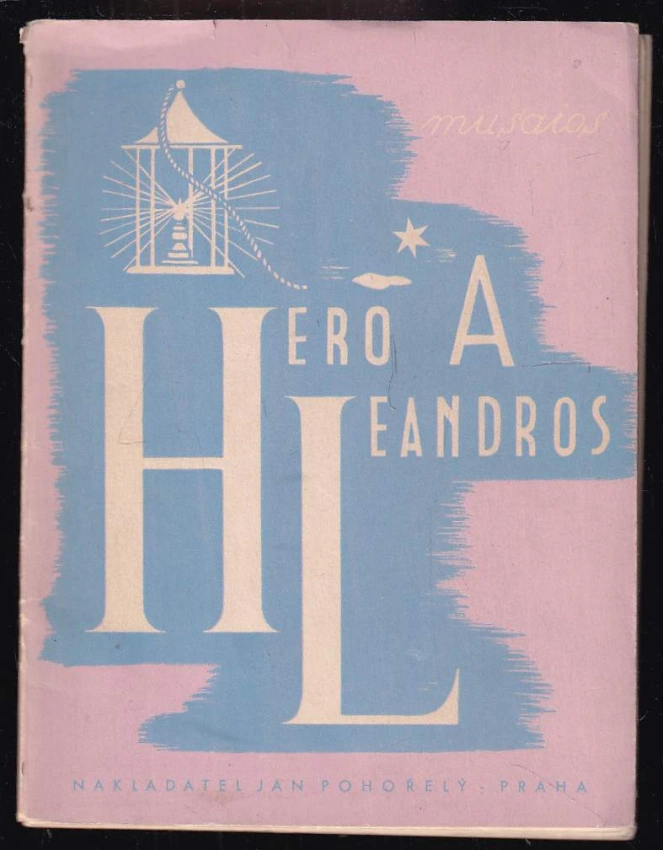 musaios
HERO A
LEANDROS
NAKLADATEL JAN POHOŘELÝ - PRAHA